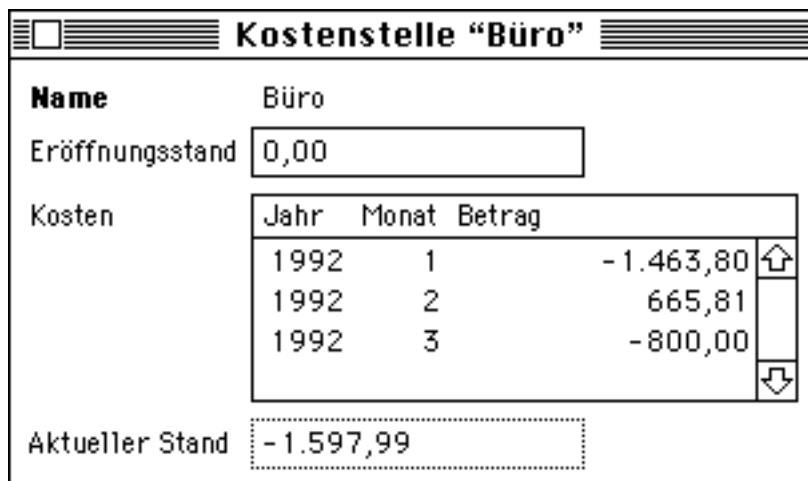 Kostenstelle “Büro”
Name Büro
Eröffnungsstand 0,00
Kosten Jahr Monat Betrag
1992 1 -1.463,80
1992 2 665,81
1992 3 -800,00
Aktueller Stand -1.597,99